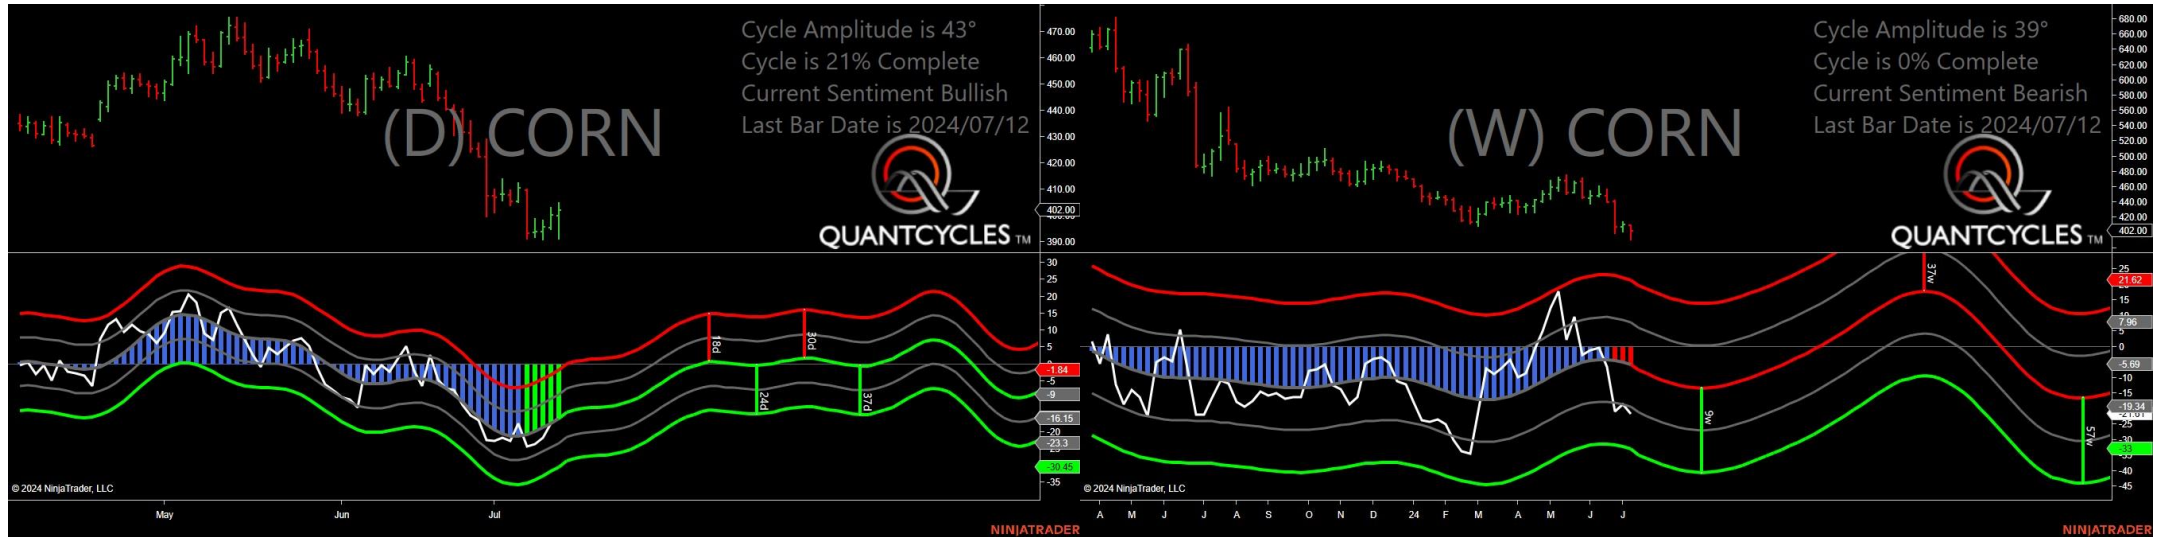 Cycle Amplitude is 43°
Cycle is 21% Complete
Current Sentiment Bullish
Last Bar Date is 2024/07/12
(D) CORN
QUANTCYCLES TM
470.00
460.00
450.00
440.00
430.00
420.00
410.00
402.00
390.00
30
25
20
15
10
5
-1.84
-5
-9
-16.15
-20
-23.3
-30.45
-35
18d
24d
30d
37d
© 2024 NinjaTrader, LLC
May
Jun
Jul
NINJATRADER
Cycle Amplitude is 39°
Cycle is 0% Complete
Current Sentiment Bearish
Last Bar Date is 2024/07/12
(W) CORN
QUANTCYCLES TM
680.00
660.00
640.00
620.00
600.00
580.00
560.00
540.00
520.00
500.00
480.00
460.00
440.00
420.00
402.00
25
21.62
15
7.96
0
-5.69
-10
-15
-19.34
-25
-30
-33
-40
-45
9w
37w
57w
© 2024 NinjaTrader, LLC
A M J J A S O N D 24 F M A M J J
NINJATRADER